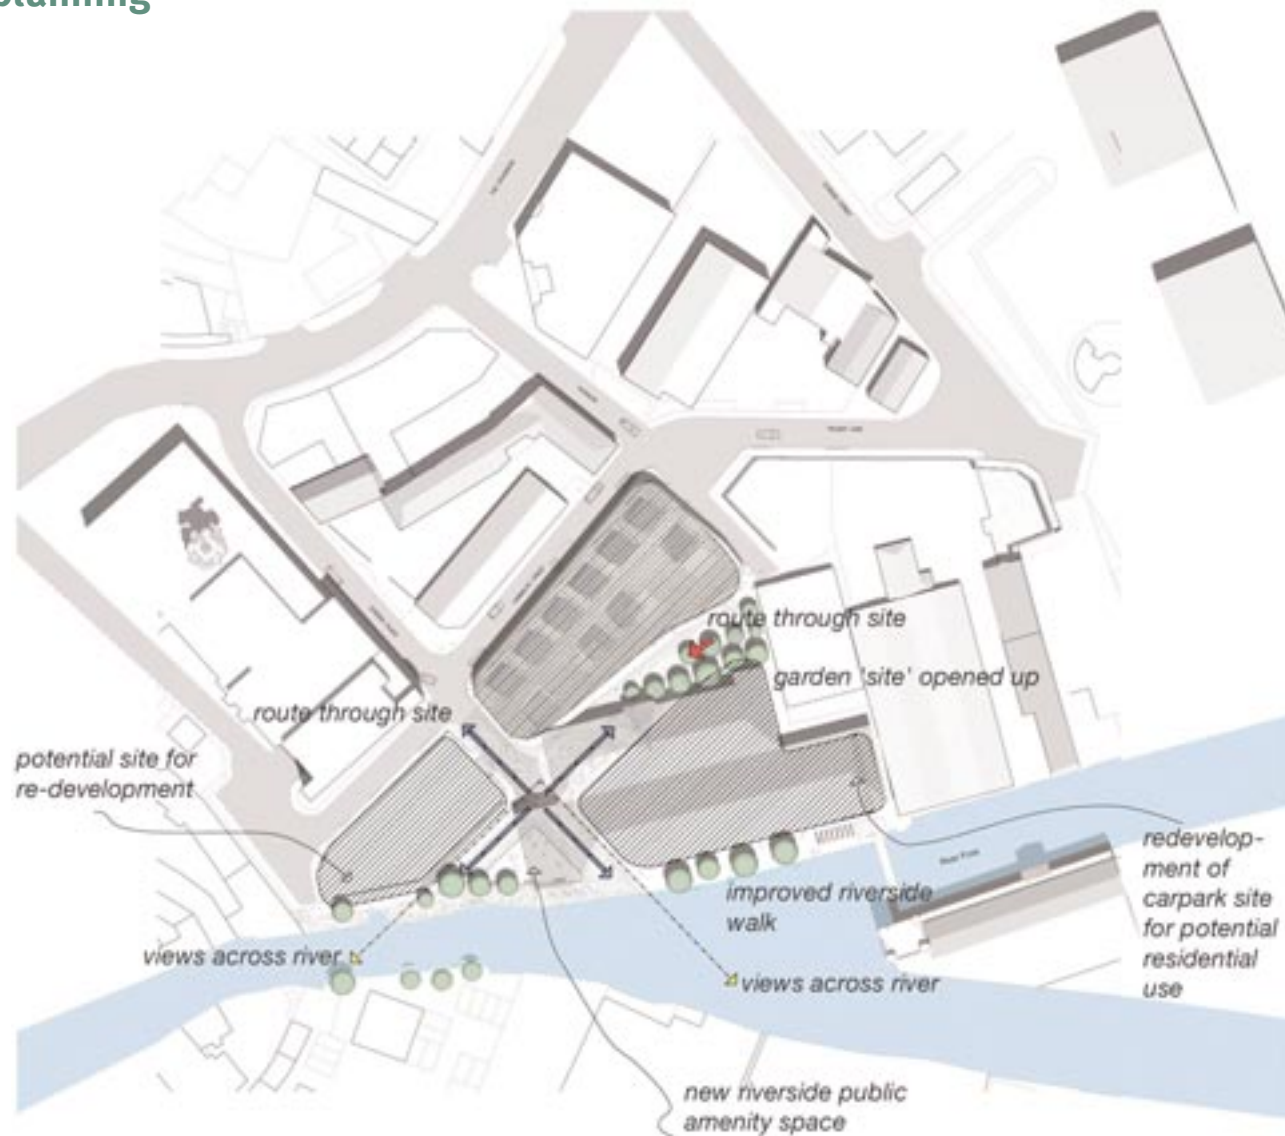 planning
route through site
garden 'site' opened up
route through site
potential site for
re-development
redevelop-
ment of
carpark site
for potential
residential
use
improved riverside
walk
views across river
views across river
new riverside public
amenity space